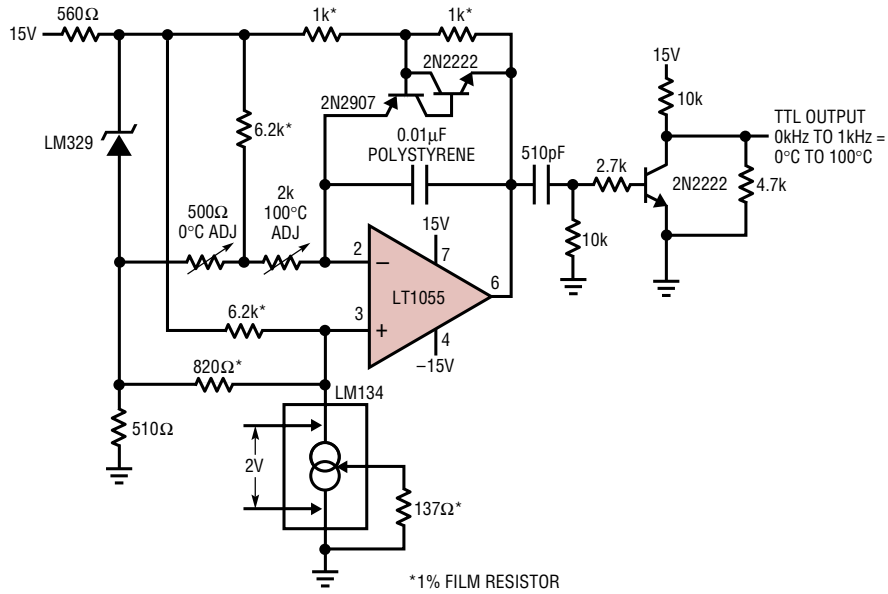 560Ω
1k*
1k*
15V
2N2222
15V
2N2907
10k
LM329
6.2k*
0.01µF
POLYSTYRENE
510pF
TTL OUTPUT
0kHz TO 1kHz =
0°C TO 100°C
2.7k
2N2222
4.7k
500Ω
0°C ADJ
2k
100°C
ADJ
15V
10k
2
7
–
LT1055
6
6.2k*
3
+
4
–15V
820Ω*
LM134
510Ω
2V
137Ω*
*1% FILM RESISTOR